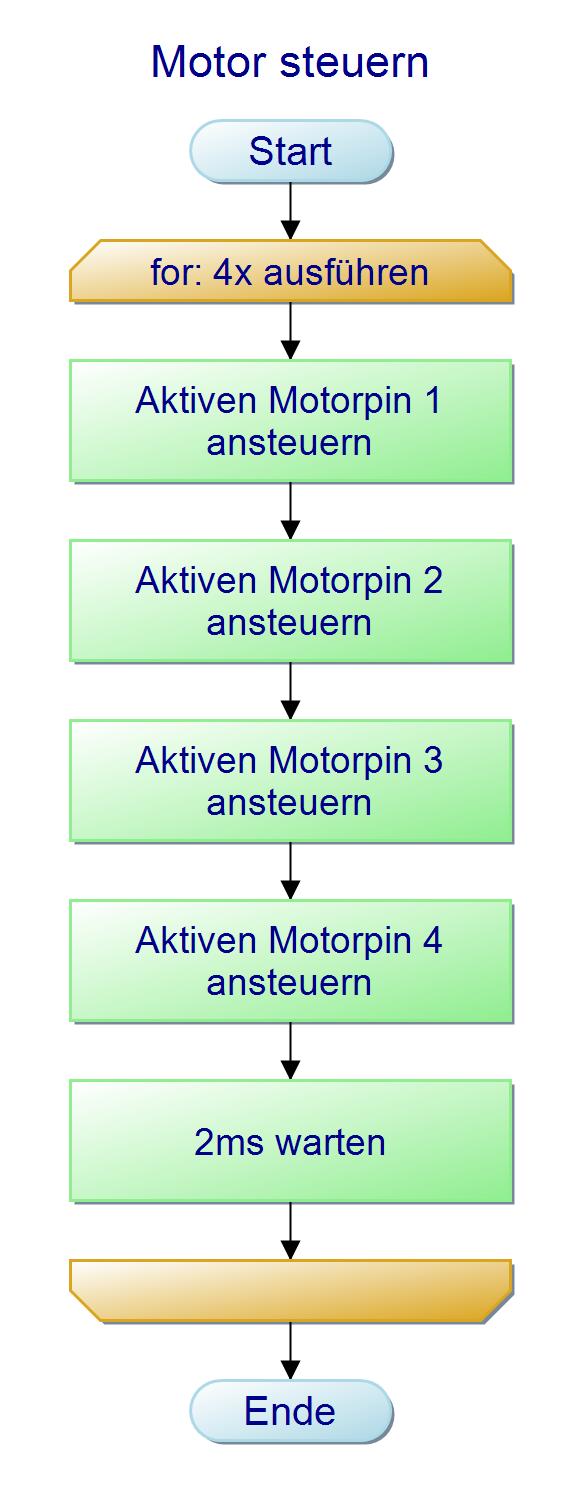 Motor steuern
Start
for: 4x ausführen
Aktiven Motorpin 1
ansteuern
Aktiven Motorpin 2
ansteuern
Aktiven Motorpin 3
ansteuern
Aktiven Motorpin 4
ansteuern
2ms warten
Ende